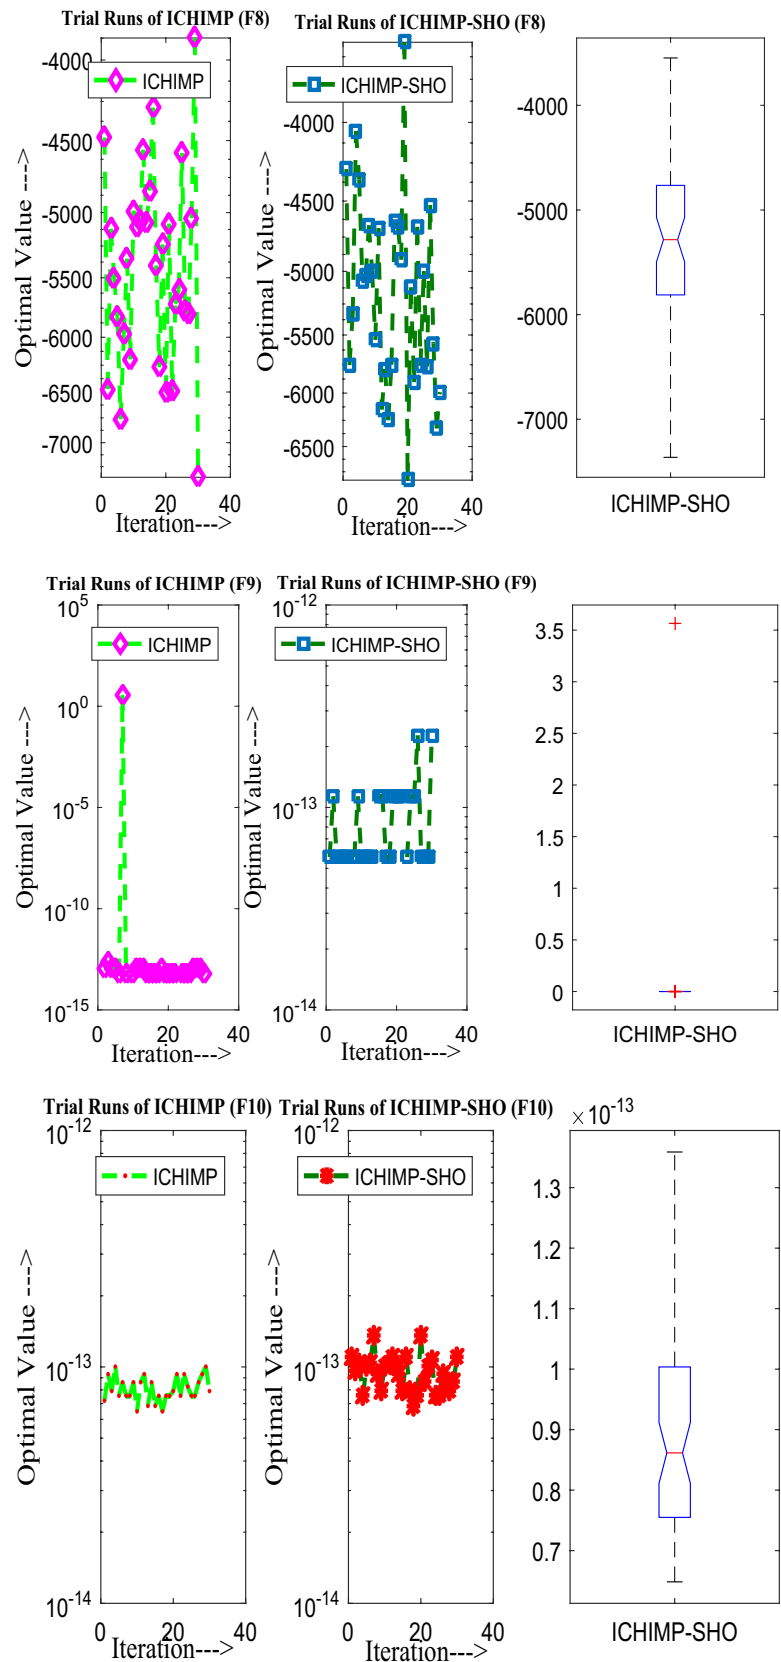 Trial Runs of ICHIMP (F8)
Trial Runs of ICHIMP-SHO (F8)
-4000
-4500
-5000
-5500
-6000
-6500
-7000
ICHIMP
Optimal Value --->
0 20 40
Iteration--->
-4000
-4500
-5000
-5500
-6000
-6500
ICHIMP-SHO
Optimal Value --->
0 20 40
Iteration--->
-4000
-5000
-6000
-7000
ICHIMP-SHO
Trial Runs of ICHIMP (F9)
Trial Runs of ICHIMP-SHO (F9)
10^5
10^0
10^-5
10^-10
10^-15
ICHIMP
Optimal Value --->
0 20 40
Iteration--->
10^-12
10^-13
10^-14
ICHIMP-SHO
Optimal Value --->
0 20 40
Iteration--->
3.5
3
2.5
2
1.5
1
0.5
0
ICHIMP-SHO
Trial Runs of ICHIMP (F10)
Trial Runs of ICHIMP-SHO (F10)
10^-12
10^-13
10^-14
ICHIMP
Optimal Value --->
0 20 40
Iteration--->
10^-12
10^-13
10^-14
ICHIMP-SHO
Optimal Value --->
0 20 40
Iteration--->
×10^-13
1.3
1.2
1.1
1
0.9
0.8
0.7
ICHIMP-SHO